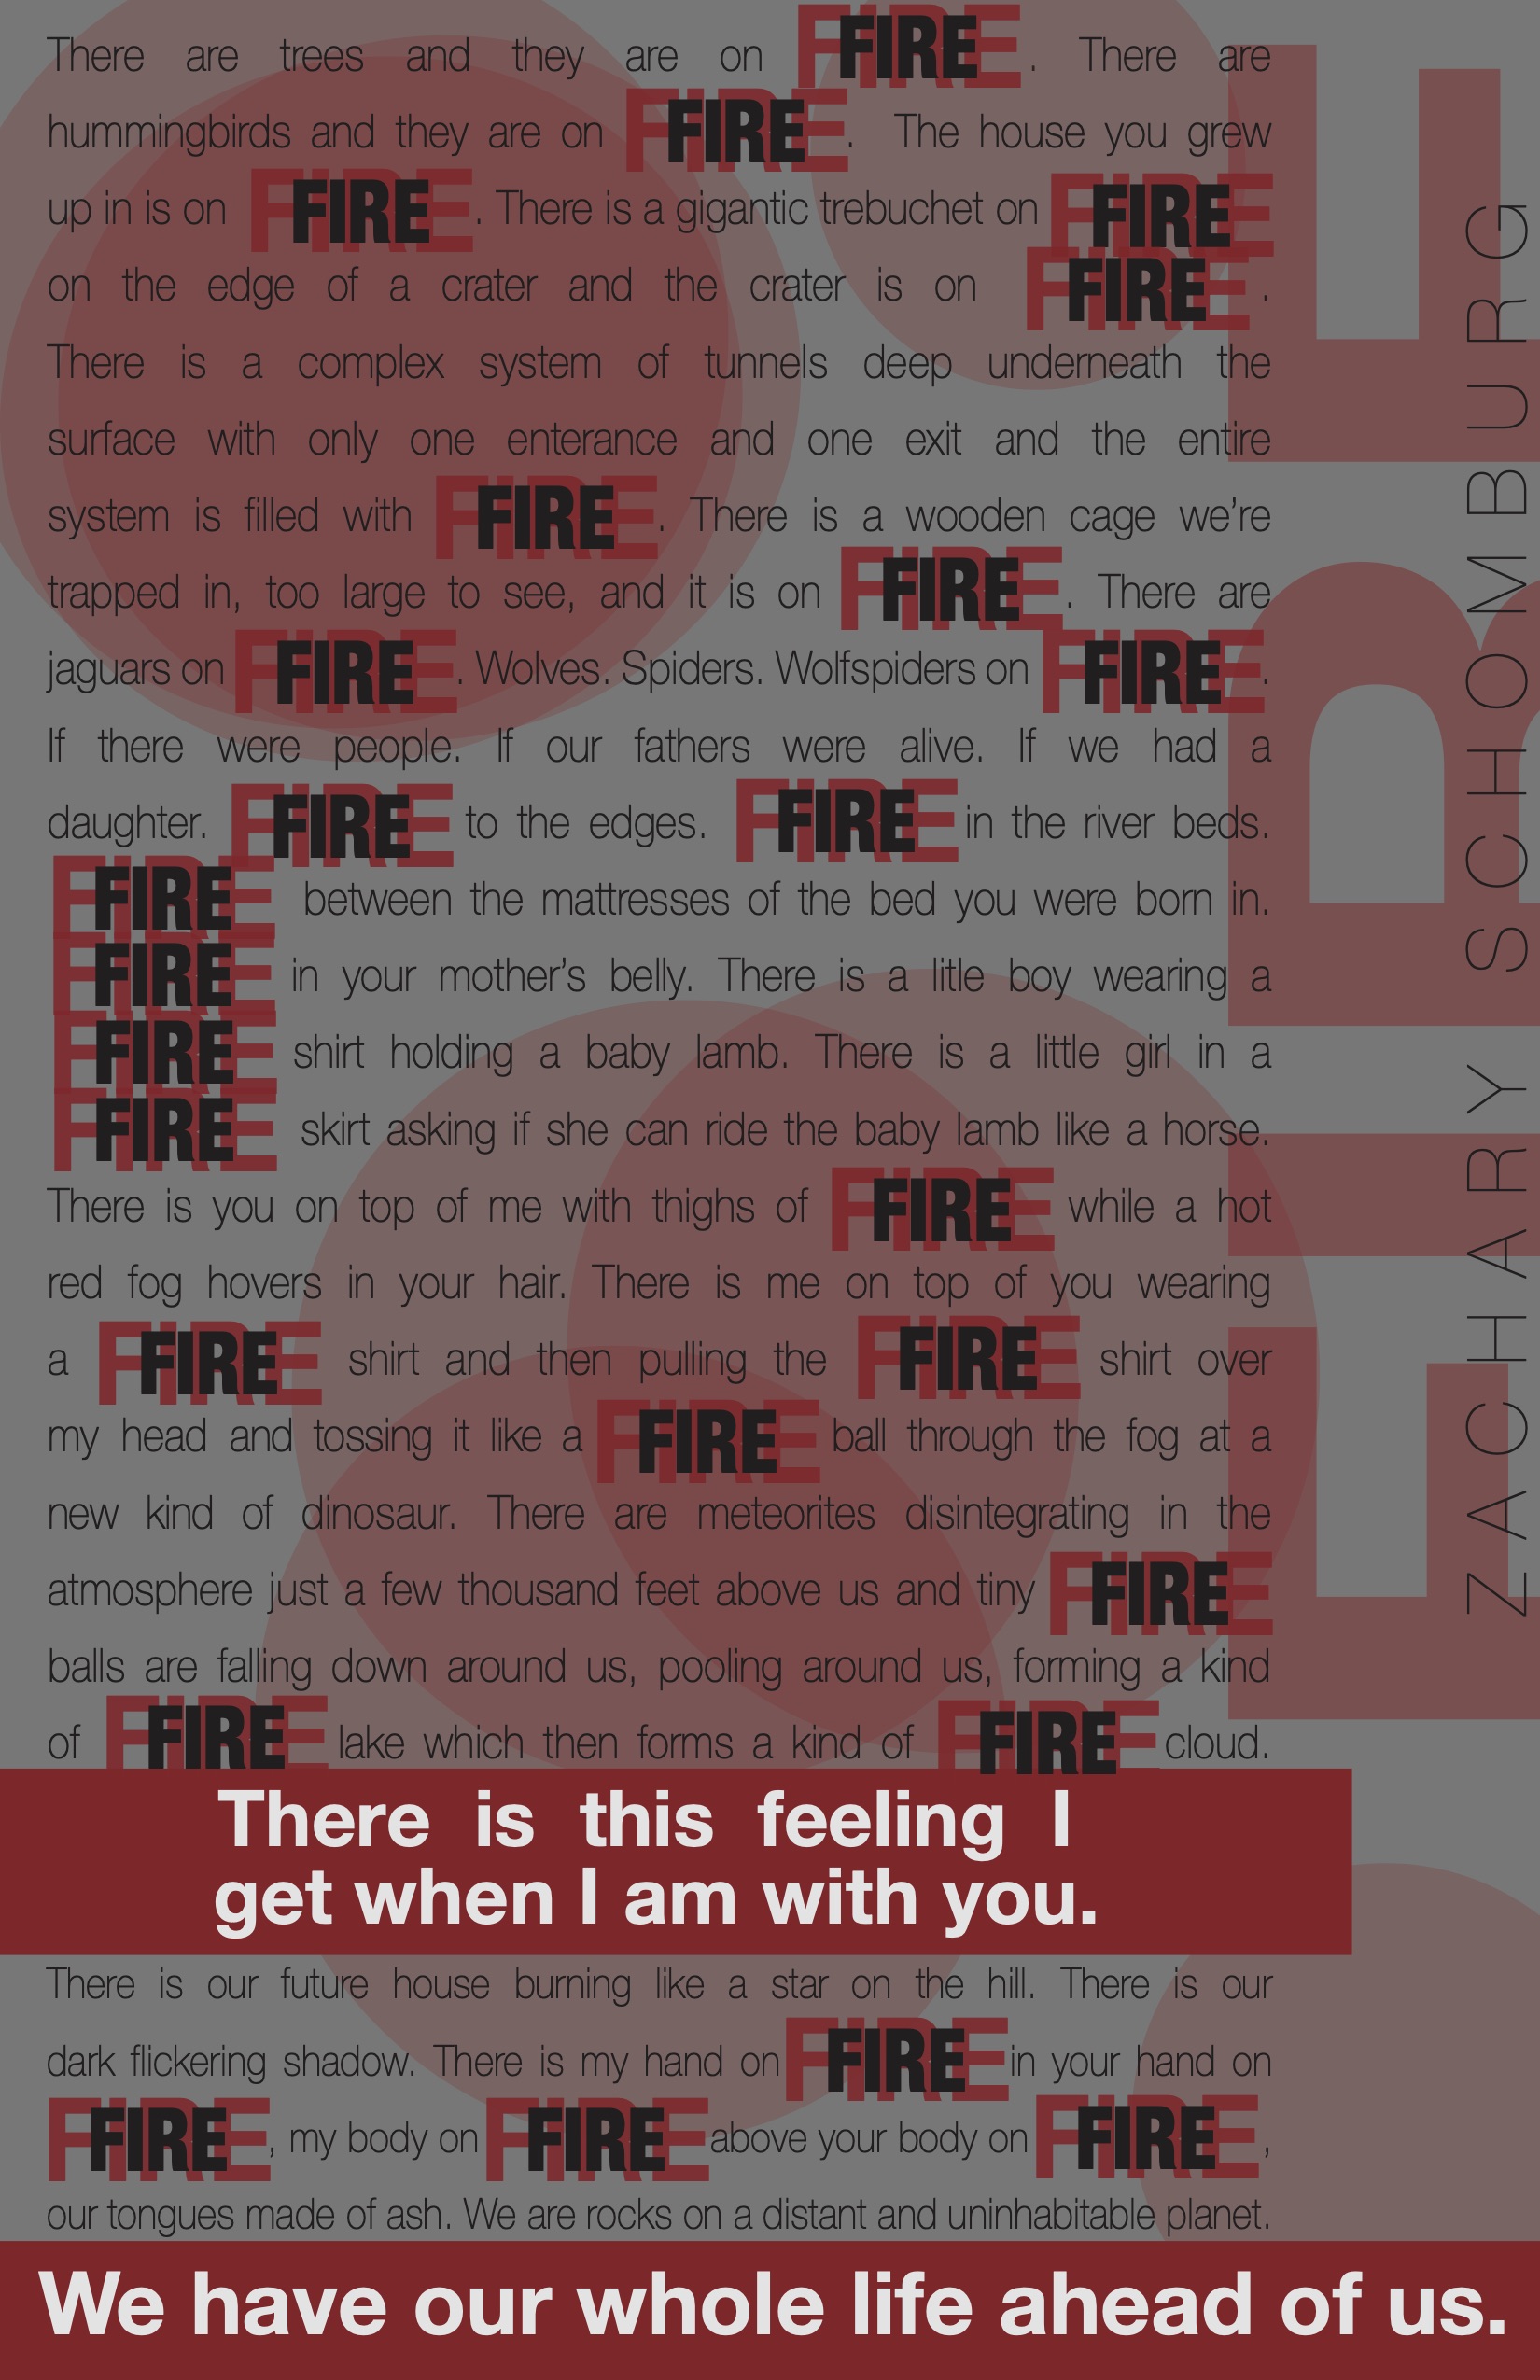 There are trees and they are on FIRE. There are
hummingbirds and they are on FIRE. The house you grew
up in is on FIRE. There is a gigantic trebuchet on FIRE
on the edge of a crater and the crater is on FIRE.
There is a complex system of tunnels deep underneath the
surface with only one enterance and one exit and the entire
system is filled with FIRE. There is a wooden cage we're
trapped in, too large to see, and it is on FIRE. There are
jaguars on FIRE. Wolves. Spiders. Wolfspiders on FIRE.
If there were people. If our fathers were alive. If we had a
daughter. FIRE to the edges. FIRE in the river beds.
FIRE between the mattresses of the bed you were born in.
FIRE in your mother's belly. There is a litle boy wearing a
FIRE shirt holding a baby lamb. There is a little girl in a
FIRE skirt asking if she can ride the baby lamb like a horse.
There is you on top of me with thighs of FIRE while a hot
red fog hovers in your hair. There is me on top of you wearing
a FIRE shirt and then pulling the FIRE shirt over
my head and tossing it like a FIRE ball through the fog at a
new kind of dinosaur. There are meteorites disintegrating in the
atmosphere just a few thousand feet above us and tiny FIRE
balls are falling down around us, pooling around us, forming a kind
of FIRE lake which then forms a kind of FIRE cloud.
There is this feeling I
get when I am with you.
There is our future house burning like a star on the hill. There is our
dark flickering shadow. There is my hand on FIRE in your hand on
FIRE, my body on FIRE above your body on FIRE,
our tongues made of ash. We are rocks on a distant and uninhabitable planet.
We have our whole life ahead of us.
FIRE
ZACHARY SCHOMBURG